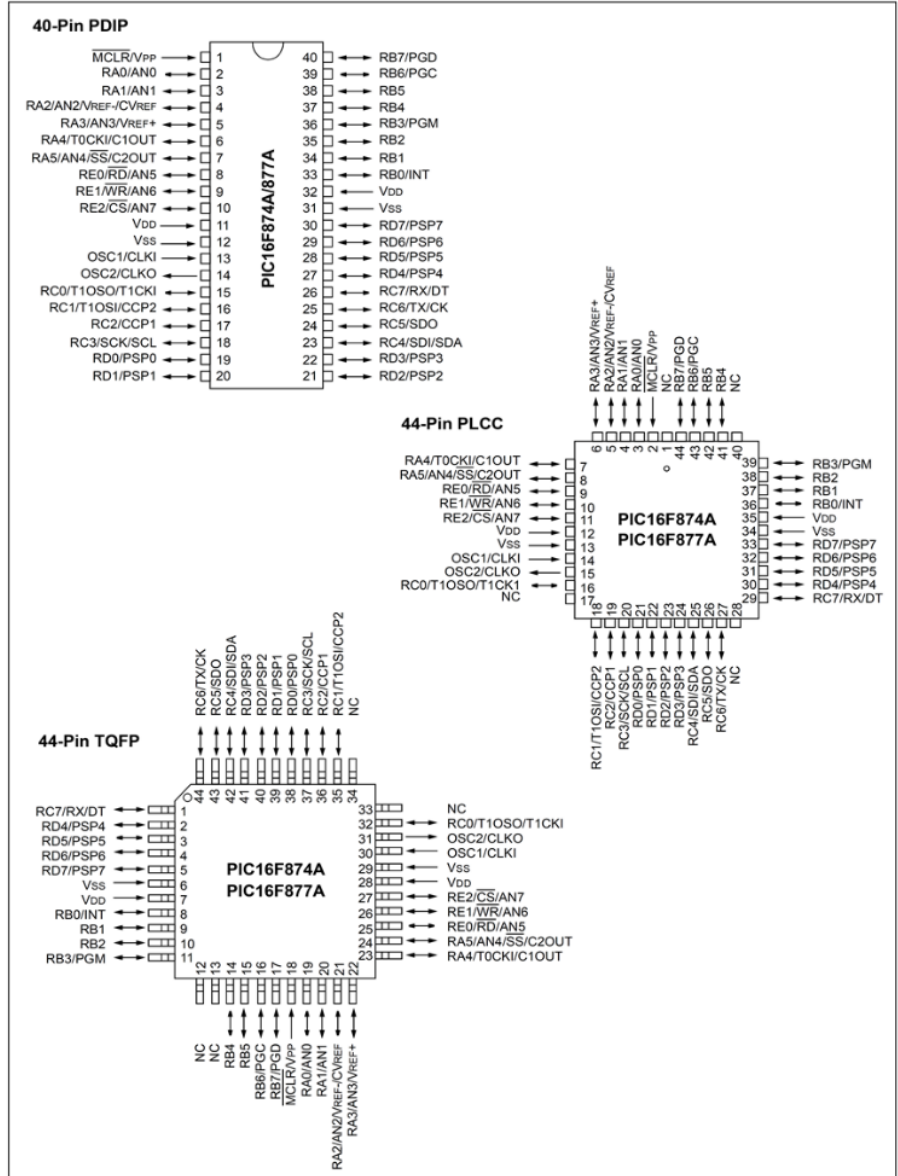 40-Pin PDIP
MCLR/VPP 1 40 RB7/PGD
RA0/AN0 2 39 RB6/PGC
RA1/AN1 3 38 RB5
RA2/AN2/VREF-/CVREF 4 37 RB4
RA3/AN3/VREF+ 5 36 RB3/PGM
RA4/T0CKI/C1OUT 6 35 RB2
RA5/AN4/SS/C2OUT 7 34 RB1
RE0/RD/AN5 8 33 RB0/INT
RE1/WR/AN6 9 32 VDD
RE2/CS/AN7 10 31 VSS
VDD 11 30 RD7/PSP7
VSS 12 29 RD6/PSP6
OSC1/CLKI 13 28 RD5/PSP5
OSC2/CLKO 14 27 RD4/PSP4
RC0/T1OSO/T1CKI 15 26 RC7/RX/DT
RC1/T1OSI/CCP2 16 25 RC6/TX/CK
RC2/CCP1 17 24 RC5/SDO
RC3/SCK/SCL 18 23 RC4/SDI/SDA
RD0/PSP0 19 22 RD3/PSP3
RD1/PSP1 20 21 RD2/PSP2
PIC16F874A/877A
44-Pin PLCC
RA3/AN3/VREF+ RA2/AN2/VREF-/CVREF RA1/AN1 RA0/AN0 MCLR/VPP NC RB7/PGD RB6/PGC RB5 RB4 NC
6 5 4 3 2 1 44 43 42 41 40
RA4/T0CKI/C1OUT 7 39 RB3/PGM
RA5/AN4/SS/C2OUT 8 38 RB2
RE0/RD/AN5 9 37 RB1
RE1/WR/AN6 10 36 RB0/INT
RE2/CS/AN7 11 35 VDD
VDD 12 34 VSS
VSS 13 33 RD7/PSP7
OSC1/CLKI 14 32 RD6/PSP6
OSC2/CLKO 15 31 RD5/PSP5
RC0/T1OSO/T1CK1 16 30 RD4/PSP4
NC 17 29 RC7/RX/DT
PIC16F874A
PIC16F877A
18 19 20 21 22 23 24 25 26 27 28
RC1/T1OSI/CCP2 RC2/CCP1 RC3/SCK/SCL RD0/PSP0 RD1/PSP1 RD2/PSP2 RD3/PSP3 RC4/SDI/SDA RC5/SDO RC6/TX/CK NC
44-Pin TQFP
RC6/TX/CK RC5/SDO RC4/SDI/SDA RD3/PSP3 RD2/PSP2 RD1/PSP1 RD0/PSP0 RC3/SCK/SCL RC2/CCP1 RC1/T1OSI/CCP2 NC
44 43 42 41 40 39 38 37 36 35 34
RC7/RX/DT 1 33 NC
RD4/PSP4 2 32 RC0/T1OSO/T1CKI
RD5/PSP5 3 31 OSC2/CLKO
RD6/PSP6 4 30 OSC1/CLKI
RD7/PSP7 5 29 VSS
VSS 6 28 VDD
VDD 7 27 RE2/CS/AN7
RB0/INT 8 26 RE1/WR/AN6
RB1 9 25 RE0/RD/AN5
RB2 10 24 RA5/AN4/SS/C2OUT
RB3/PGM 11 23 RA4/T0CKI/C1OUT
PIC16F874A
PIC16F877A
12 13 14 15 16 17 18 19 20 21 22
NC NC RB4 RB5 RB6/PGC RB7/PGD MCLR/VPP RA0/AN0 RA1/AN1 RA2/AN2/VREF-/CVREF RA3/AN3/VREF+